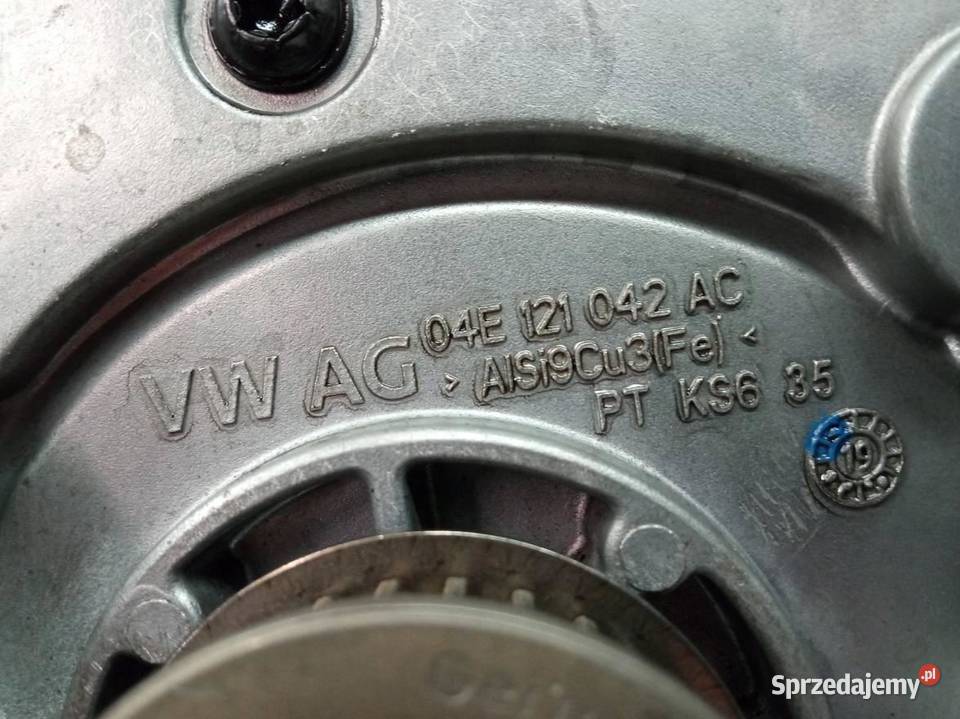 VW AG
04E 121 042 AC
> AlSi9Cu3(Fe) <
PT KS6 35
19
Sprzedajemy.pl